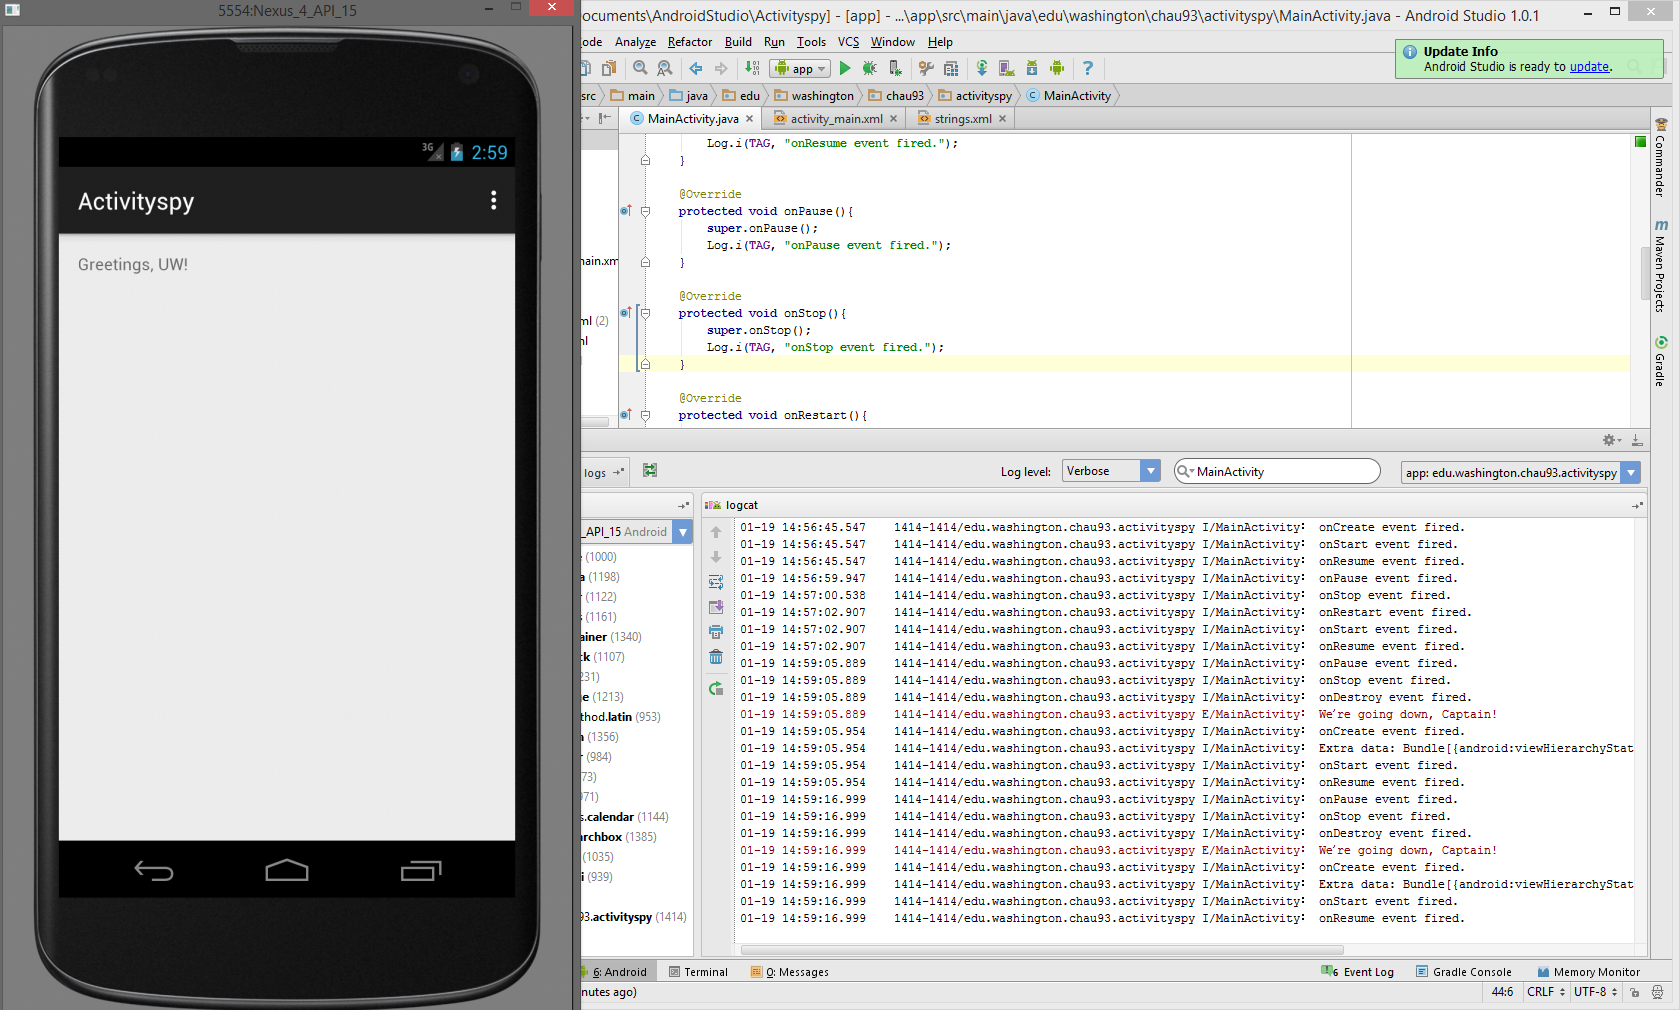 5554:Nexus_4_API_15
ocuments\AndroidStudio\Activityspy] - [app] - ...\app\src\main\java\edu\washington\chau93\activityspy\MainActivity.java - Android Studio 1.0.1
ode Analyze Refactor Build Run Tools VCS Window Help
app
Update Info
Android Studio is ready to update.
src main java edu washington chau93 activityspy MainActivity
MainActivity.java activity_main.xml strings.xml
3G 2:59
Activityspy
Greetings, UW!
Log.i(TAG, "onResume event fired.");
}
@Override
protected void onPause(){
super.onPause();
Log.i(TAG, "onPause event fired.");
}
@Override
protected void onStop(){
super.onStop();
Log.i(TAG, "onStop event fired.");
}
@Override
protected void onRestart(){
nain.xm
ml (2)
ml
Commander
Maven Projects
Gradle
logs
Log level: Verbose MainActivity app: edu.washington.chau93.activityspy
logcat
_API_15 Android
(1000)
a (1198)
(1122)
(1161)
ainer (1340)
:k (1107)
231)
ge (1213)
thod.latin (953)
n (1356)
(984)
73)
971)
s.calendar (1144)
archbox (1385)
(1035)
i (939)
93.activityspy (1414)
01-19 14:56:45.547 1414-1414/edu.washington.chau93.activityspy I/MainActivity: onCreate event fired.
01-19 14:56:45.547 1414-1414/edu.washington.chau93.activityspy I/MainActivity: onStart event fired.
01-19 14:56:45.547 1414-1414/edu.washington.chau93.activityspy I/MainActivity: onResume event fired.
01-19 14:56:59.947 1414-1414/edu.washington.chau93.activityspy I/MainActivity: onPause event fired.
01-19 14:57:00.538 1414-1414/edu.washington.chau93.activityspy I/MainActivity: onStop event fired.
01-19 14:57:02.907 1414-1414/edu.washington.chau93.activityspy I/MainActivity: onRestart event fired.
01-19 14:57:02.907 1414-1414/edu.washington.chau93.activityspy I/MainActivity: onStart event fired.
01-19 14:57:02.907 1414-1414/edu.washington.chau93.activityspy I/MainActivity: onResume event fired.
01-19 14:59:05.889 1414-1414/edu.washington.chau93.activityspy I/MainActivity: onPause event fired.
01-19 14:59:05.889 1414-1414/edu.washington.chau93.activityspy I/MainActivity: onStop event fired.
01-19 14:59:05.889 1414-1414/edu.washington.chau93.activityspy I/MainActivity: onDestroy event fired.
01-19 14:59:05.889 1414-1414/edu.washington.chau93.activityspy E/MainActivity: We're going down, Captain!
01-19 14:59:05.954 1414-1414/edu.washington.chau93.activityspy I/MainActivity: onCreate event fired.
01-19 14:59:05.954 1414-1414/edu.washington.chau93.activityspy I/MainActivity: Extra data: Bundle[{android:viewHierarchyStat
01-19 14:59:05.954 1414-1414/edu.washington.chau93.activityspy I/MainActivity: onStart event fired.
01-19 14:59:05.954 1414-1414/edu.washington.chau93.activityspy I/MainActivity: onResume event fired.
01-19 14:59:16.999 1414-1414/edu.washington.chau93.activityspy I/MainActivity: onPause event fired.
01-19 14:59:16.999 1414-1414/edu.washington.chau93.activityspy I/MainActivity: onStop event fired.
01-19 14:59:16.999 1414-1414/edu.washington.chau93.activityspy I/MainActivity: onDestroy event fired.
01-19 14:59:16.999 1414-1414/edu.washington.chau93.activityspy E/MainActivity: We're going down, Captain!
01-19 14:59:16.999 1414-1414/edu.washington.chau93.activityspy I/MainActivity: onCreate event fired.
01-19 14:59:16.999 1414-1414/edu.washington.chau93.activityspy I/MainActivity: Extra data: Bundle[{android:viewHierarchyStat
01-19 14:59:16.999 1414-1414/edu.washington.chau93.activityspy I/MainActivity: onStart event fired.
01-19 14:59:16.999 1414-1414/edu.washington.chau93.activityspy I/MainActivity: onResume event fired.
6: Android Terminal 0: Messages 6 Event Log Gradle Console Memory Monitor
nutes ago) 44:6 CRLF UTF-8